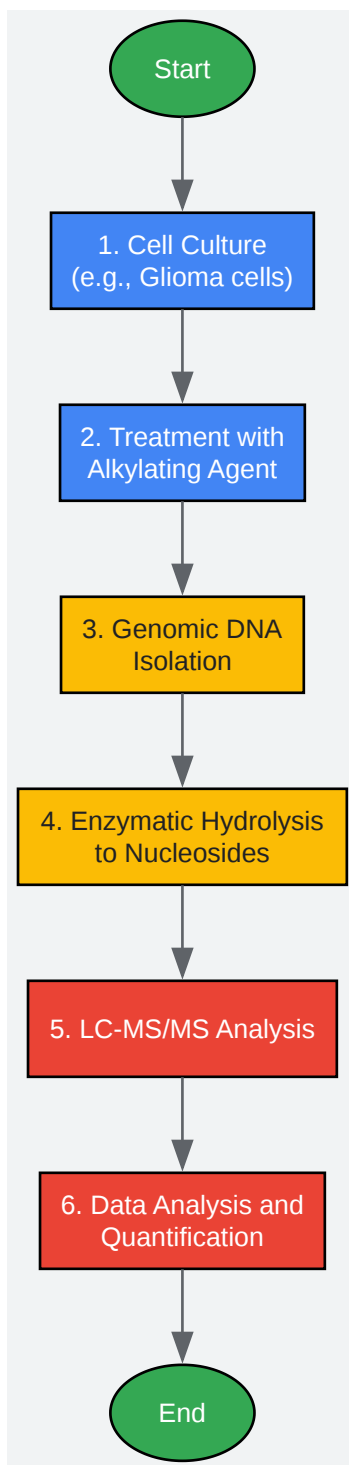 Start
1. Cell Culture
(e.g., Glioma cells)
2. Treatment with
Alkylating Agent
3. Genomic DNA
Isolation
4. Enzymatic Hydrolysis
to Nucleosides
5. LC-MS/MS Analysis
6. Data Analysis and
Quantification
End